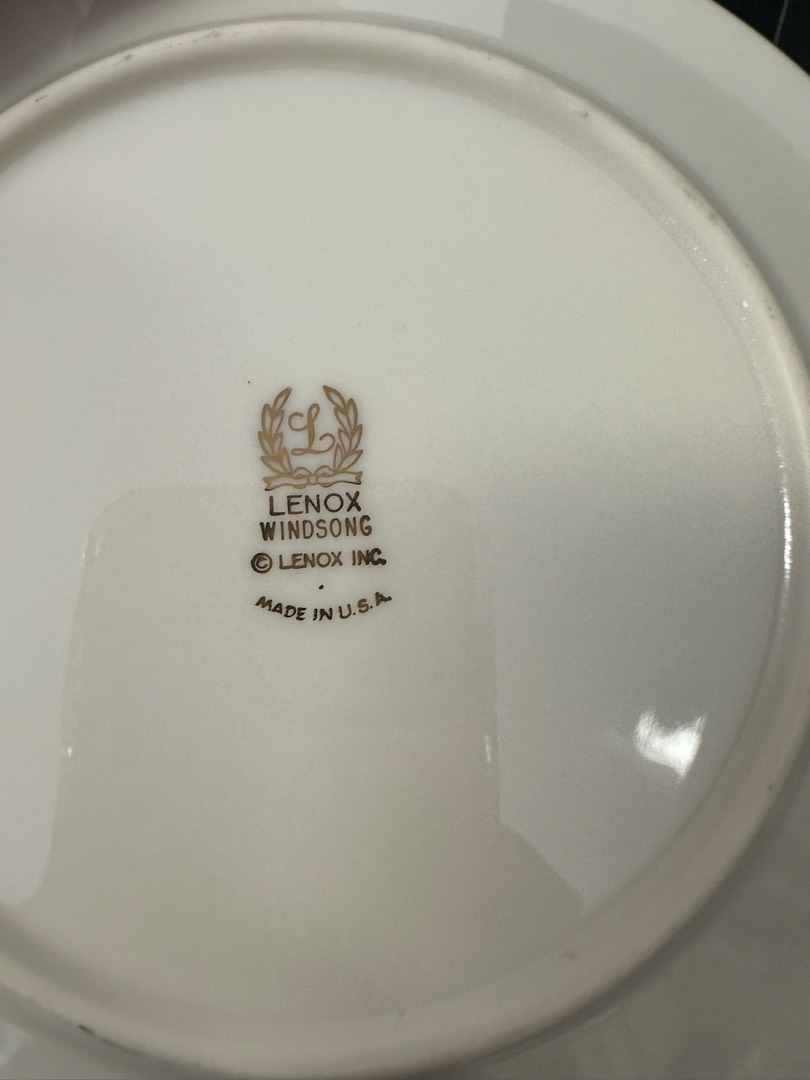 L
LENOX
WINDSONG
© LENOX INC.
MADE IN U.S.A.